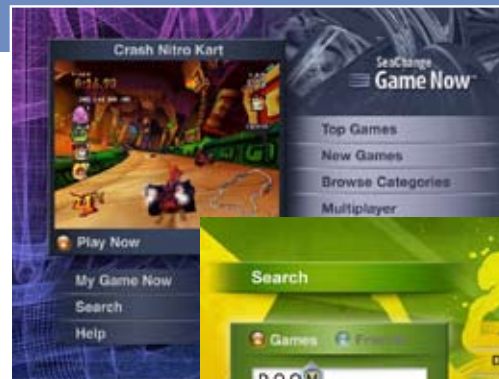 Crash Nitro Kart
SeaChange
Game Now
Top Games
New Games
Browse Categories
Multiplayer
Play Now
My Game Now
Search
Help
Search
Games
DOOM